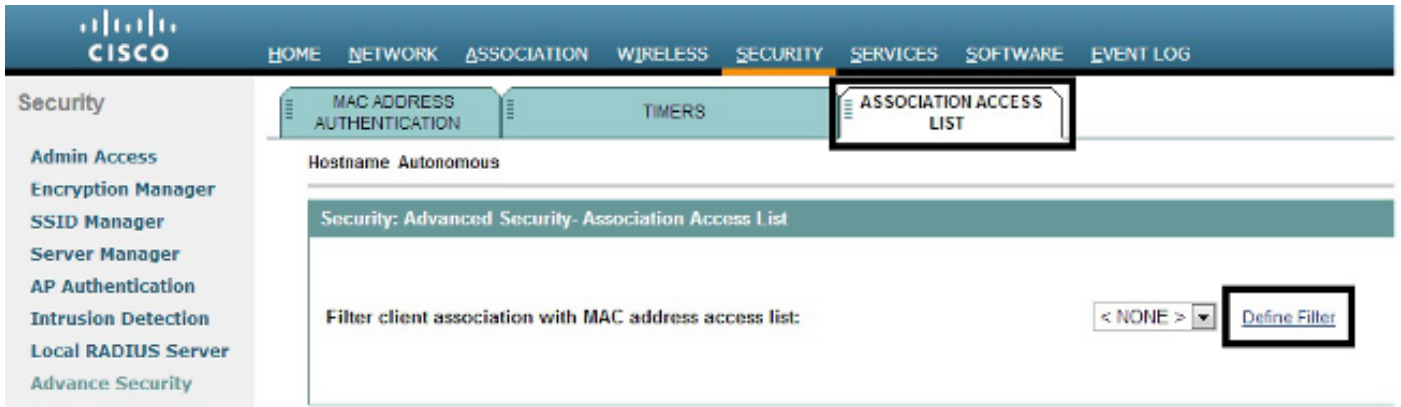 CISCO
HOME NETWORK ASSOCIATION WIRELESS SECURITY SERVICES SOFTWARE EVENT LOG
Security
Admin Access
Encryption Manager
SSID Manager
Server Manager
AP Authentication
Intrusion Detection
Local RADIUS Server
Advance Security
MAC ADDRESS
AUTHENTICATION
TIMERS
ASSOCIATION ACCESS
LIST
Hostname Autonomous
Security: Advanced Security- Association Access List
Filter client association with MAC address access list:
< NONE >
Define Filter